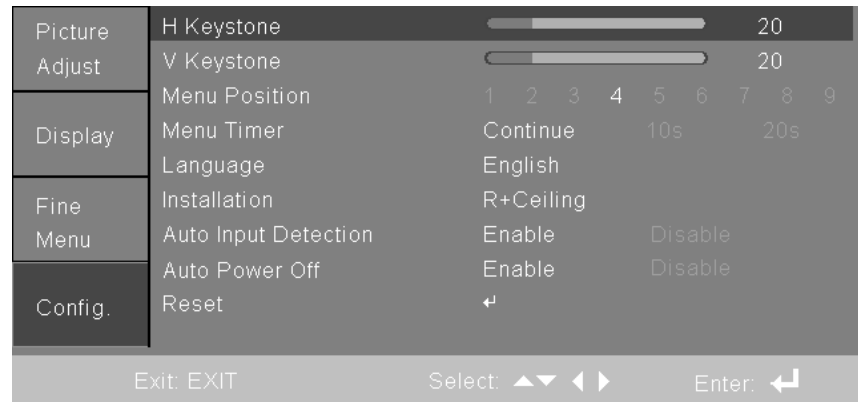 Picture
Adjust
Display
Fine
Menu
Config.
H Keystone 20
V Keystone 20
Menu Position 1 2 3 4 5 6 7 8 9
Menu Timer Continue 10s 20s
Language English
Installation R+Ceiling
Auto Input Detection Enable Disable
Auto Power Off Enable Disable
Reset ↵
Exit: EXIT Select: ▲▼ ◀ ▶ Enter: ↵